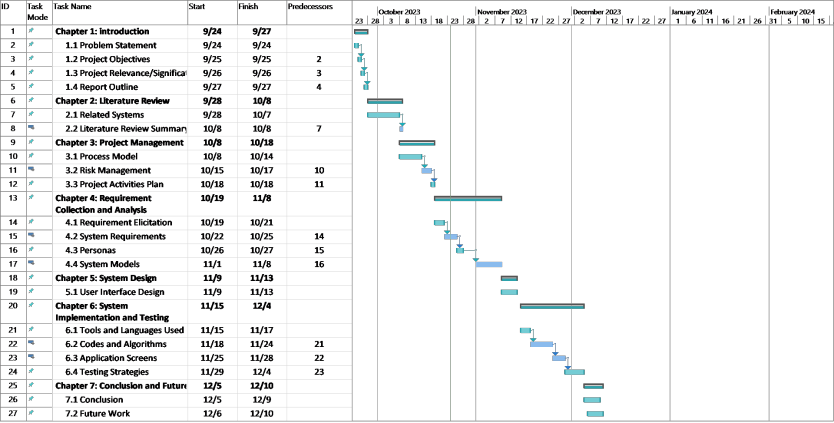 ID Task Mode Task Name Start Finish Predecessors
October 2023 November 2023 December 2023 January 2024 February 2024
23 28 3 8 13 18 23 28 2 7 12 17 22 27 2 7 12 17 22 27 1 6 11 16 21 26 31 5 10 15
1 Chapter 1: introduction 9/24 9/27
2 1.1 Problem Statement 9/24 9/24
3 1.2 Project Objectives 9/25 9/25 2
4 1.3 Project Relevance/Significa 9/26 9/26 3
5 1.4 Report Outline 9/27 9/27 4
6 Chapter 2: Literature Review 9/28 10/8
7 2.1 Related Systems 9/28 10/7
8 2.2 Literature Review Summary 10/8 10/8 7
9 Chapter 3: Project Management 10/8 10/18
10 3.1 Process Model 10/8 10/14
11 3.2 Risk Management 10/15 10/17 10
12 3.3 Project Activities Plan 10/18 10/18 11
13 Chapter 4: Requirement 10/19 11/8
Collection and Analysis
14 4.1 Requirement Elicitation 10/19 10/21
15 4.2 System Requirements 10/22 10/25 14
16 4.3 Personas 10/26 10/27 15
17 4.4 System Models 11/1 11/8 16
18 Chapter 5: System Design 11/9 11/13
19 5.1 User Interface Design 11/9 11/13
20 Chapter 6: System 11/15 12/4
Implementation and Testing
21 6.1 Tools and Languages Used 11/15 11/17
22 6.2 Codes and Algorithms 11/18 11/24 21
23 6.3 Application Screens 11/25 11/28 22
24 6.4 Testing Strategies 11/29 12/4 23
25 Chapter 7: Conclusion and Future 12/5 12/10
26 7.1 Conclusion 12/5 12/9
27 7.2 Future Work 12/6 12/10